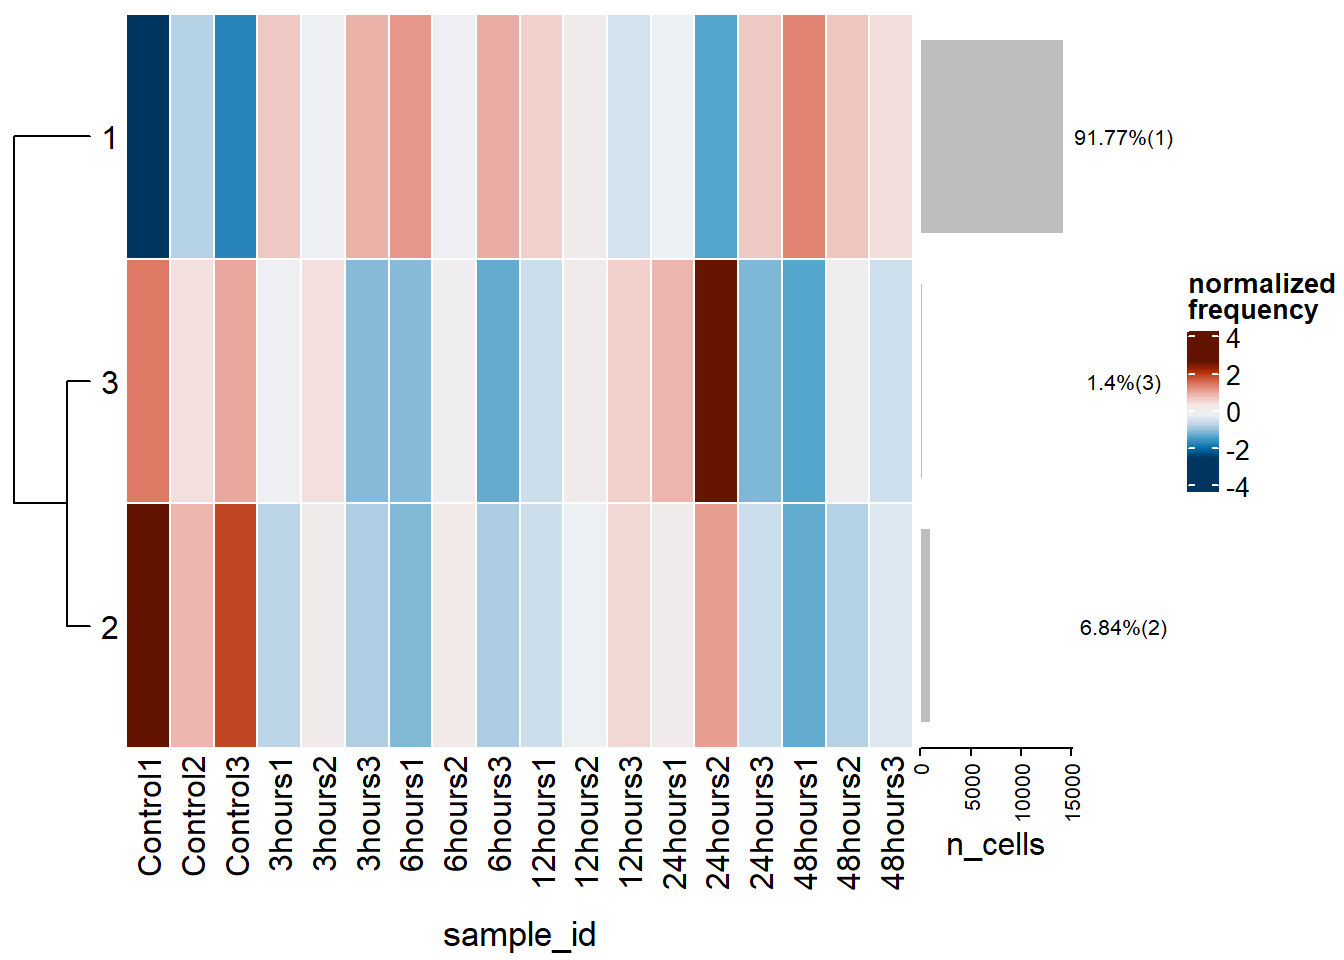 1
3
2
91.77%(1)
1.4%(3)
6.84%(2)
normalized
frequency
4
2
0
-2
-4
Control1
Control2
Control3
3hours1
3hours2
3hours3
6hours1
6hours2
6hours3
12hours1
12hours2
12hours3
24hours1
24hours2
24hours3
48hours1
48hours2
48hours3
sample_id
0
5000
10000
15000
n_cells